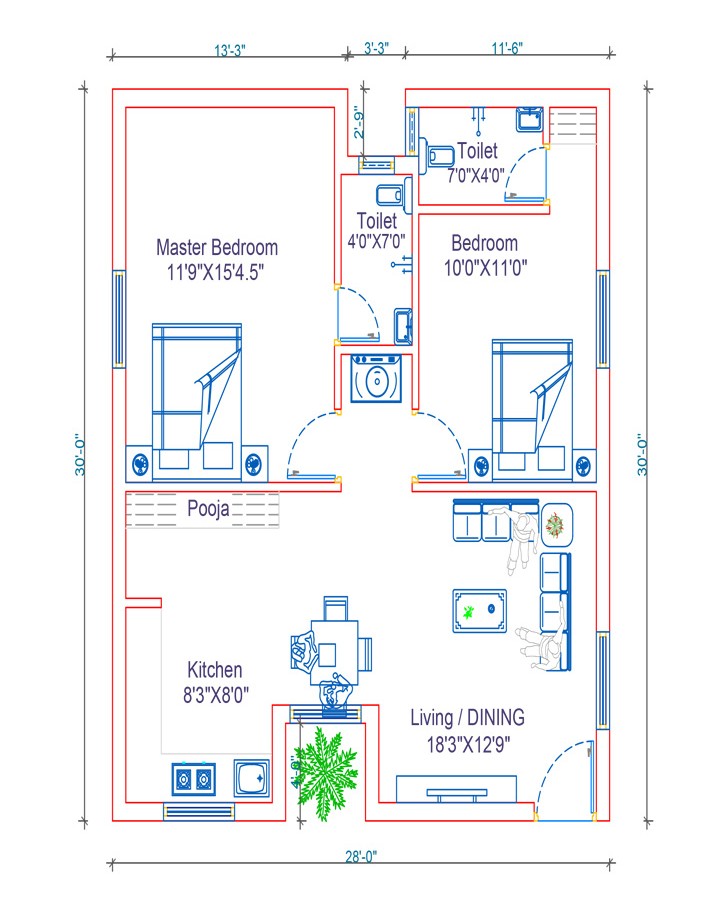 13'-3"
3'-3"
11'-6"
2'-9"
Toilet
7'0"X4'0"
Toilet
4'0"X7'0"
Master Bedroom
11'9"X15'4.5"
Bedroom
10'0"X11'0"
30'-0"
30'-0"
Pooja
Kitchen
8'3"X8'0"
Living / DINING
18'3"X12'9"
28'-0"